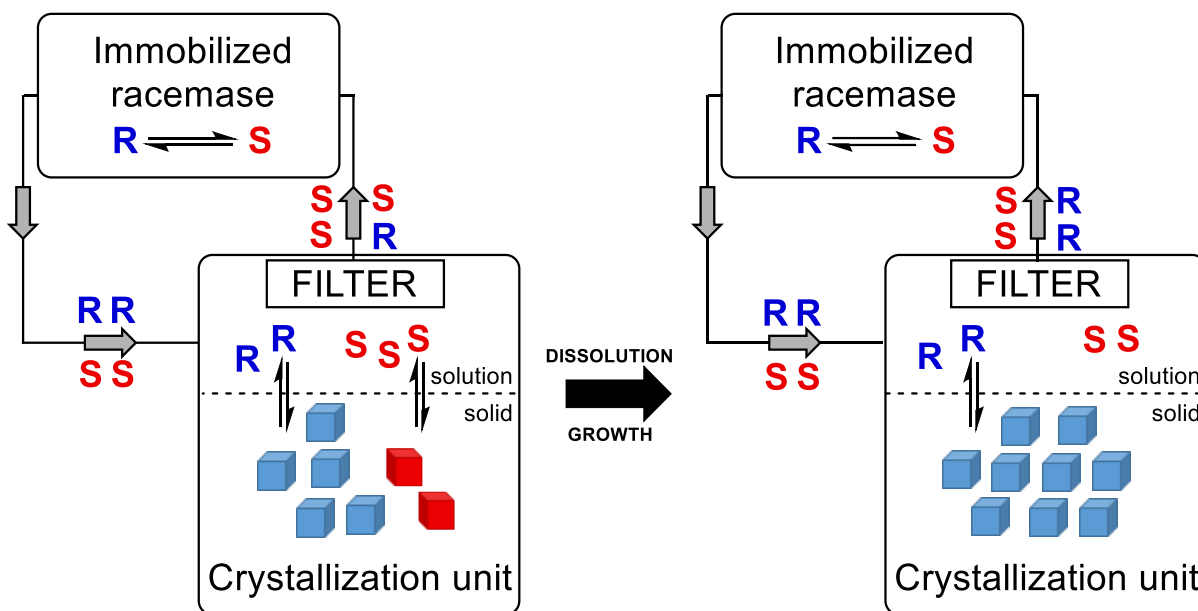 Immobilized
racemase
R S
S S
S R
FILTER
R R
S S
R R S S S
solution
solid
Crystallization unit
DISSOLUTION
GROWTH
Immobilized
racemase
R S
S R
S R
FILTER
R R
S S
R R S S
solution
solid
Crystallization unit